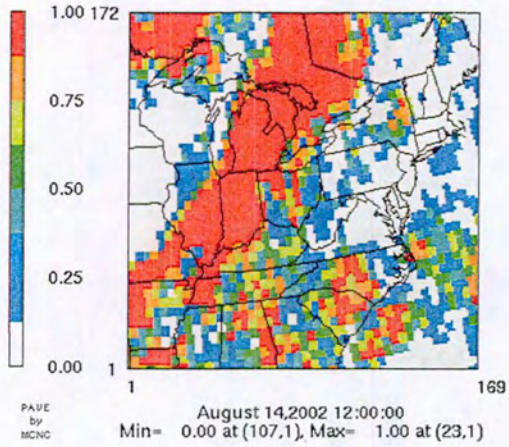 1.00
0.75
0.50
0.25
0.00
172
1
1
169
PAVE
by
MCNC
August 14,2002 12:00:00
Min= 0.00 at (107,1), Max= 1.00 at (23,1)